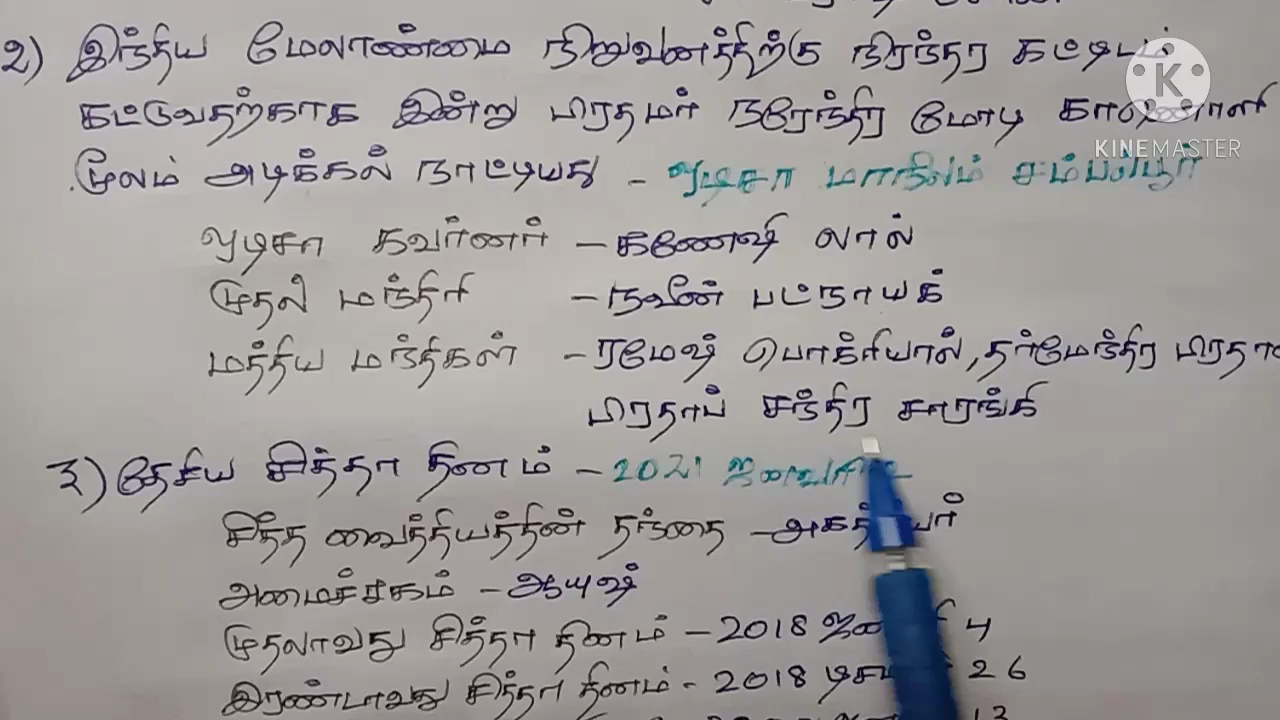 2) இந்திய மேலாண்மை நிறுவனத்திற்கு நிரந்தர கட்டிடம்
கட்டுவதற்காக இன்று பிரதமர் நரேந்திர மோடி காணொளி
மூலம் அடிக்கல் நாட்டியது - ஒடிசா மாநிலம் சம்பல்பூர்
ஒடிசா கவர்னர் - கணேஷி லால்
முதல் மந்திரி - நவீன் பட்நாயக்
மத்திய மந்திகள் - ரமேஷ் பொக்ரியால், தர்மேந்திர பிரதா
பிரதாப் சந்திர சாரங்கி
3) தேசிய சித்தா தினம் - 2021 ஜனவரி 2
சித்த வைத்தியத்தின் தந்தை - அகத்தியர்
அமைச்சகம் - ஆயுஷ்
முதலாவது சித்தா தினம் - 2018 ஜனவரி 4
இரண்டாவது சித்தா தினம் - 2018 டிசம்பர் 26
13
KINEMASTER